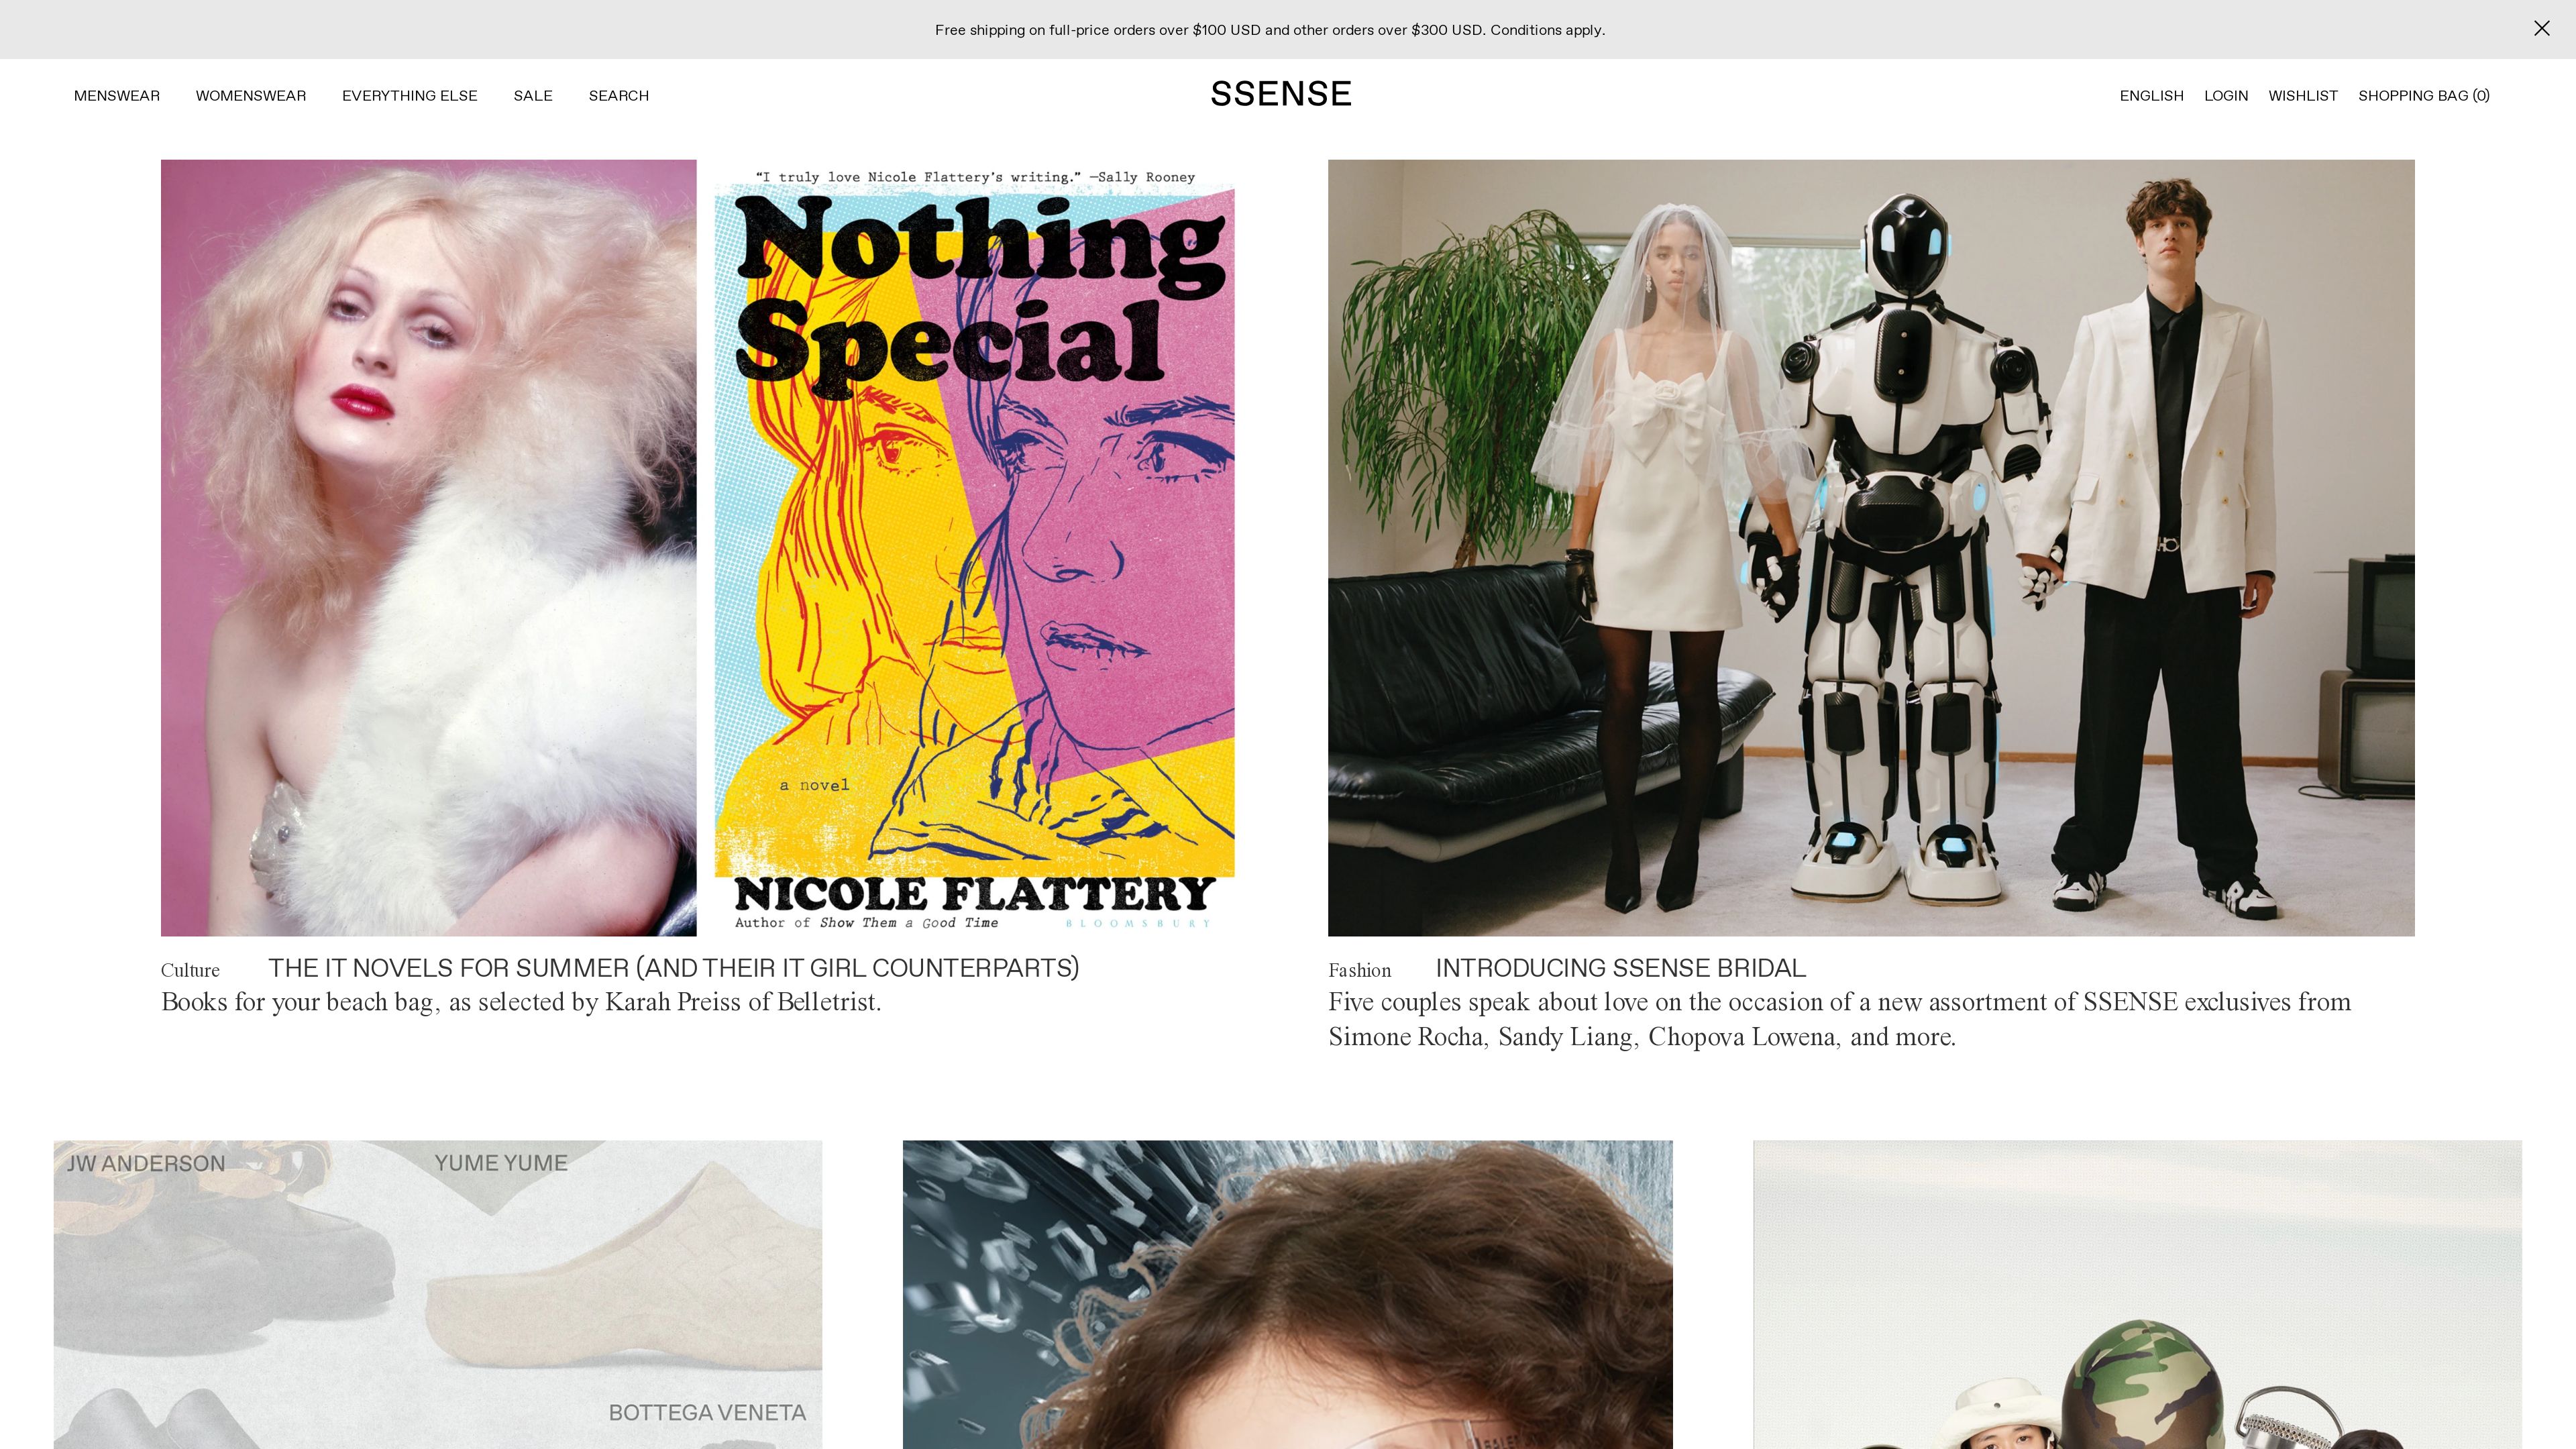 Free shipping on full-price orders over $100 USD and other orders over $300 USD. Conditions apply.
MENSWEAR WOMENSWEAR EVERYTHING ELSE SALE SEARCH SSENSE ENGLISH LOGIN WISHLIST SHOPPING BAG (0)
“I truly love Nicole Flattery’s writing.” —Sally Rooney
Nothing
Special
a novel
NICOLE FLATTERY
Author of Show Them a Good Time BLOOMSBURY
Culture THE IT NOVELS FOR SUMMER (AND THEIR IT GIRL COUNTERPARTS)
Books for your beach bag, as selected by Karah Preiss of Belletrist.
Fashion INTRODUCING SSENSE BRIDAL
Five couples speak about love on the occasion of a new assortment of SSENSE exclusives from
Simone Rocha, Sandy Liang, Chopova Lowena, and more.
JW ANDERSON YUME YUME
BOTTEGA VENETA